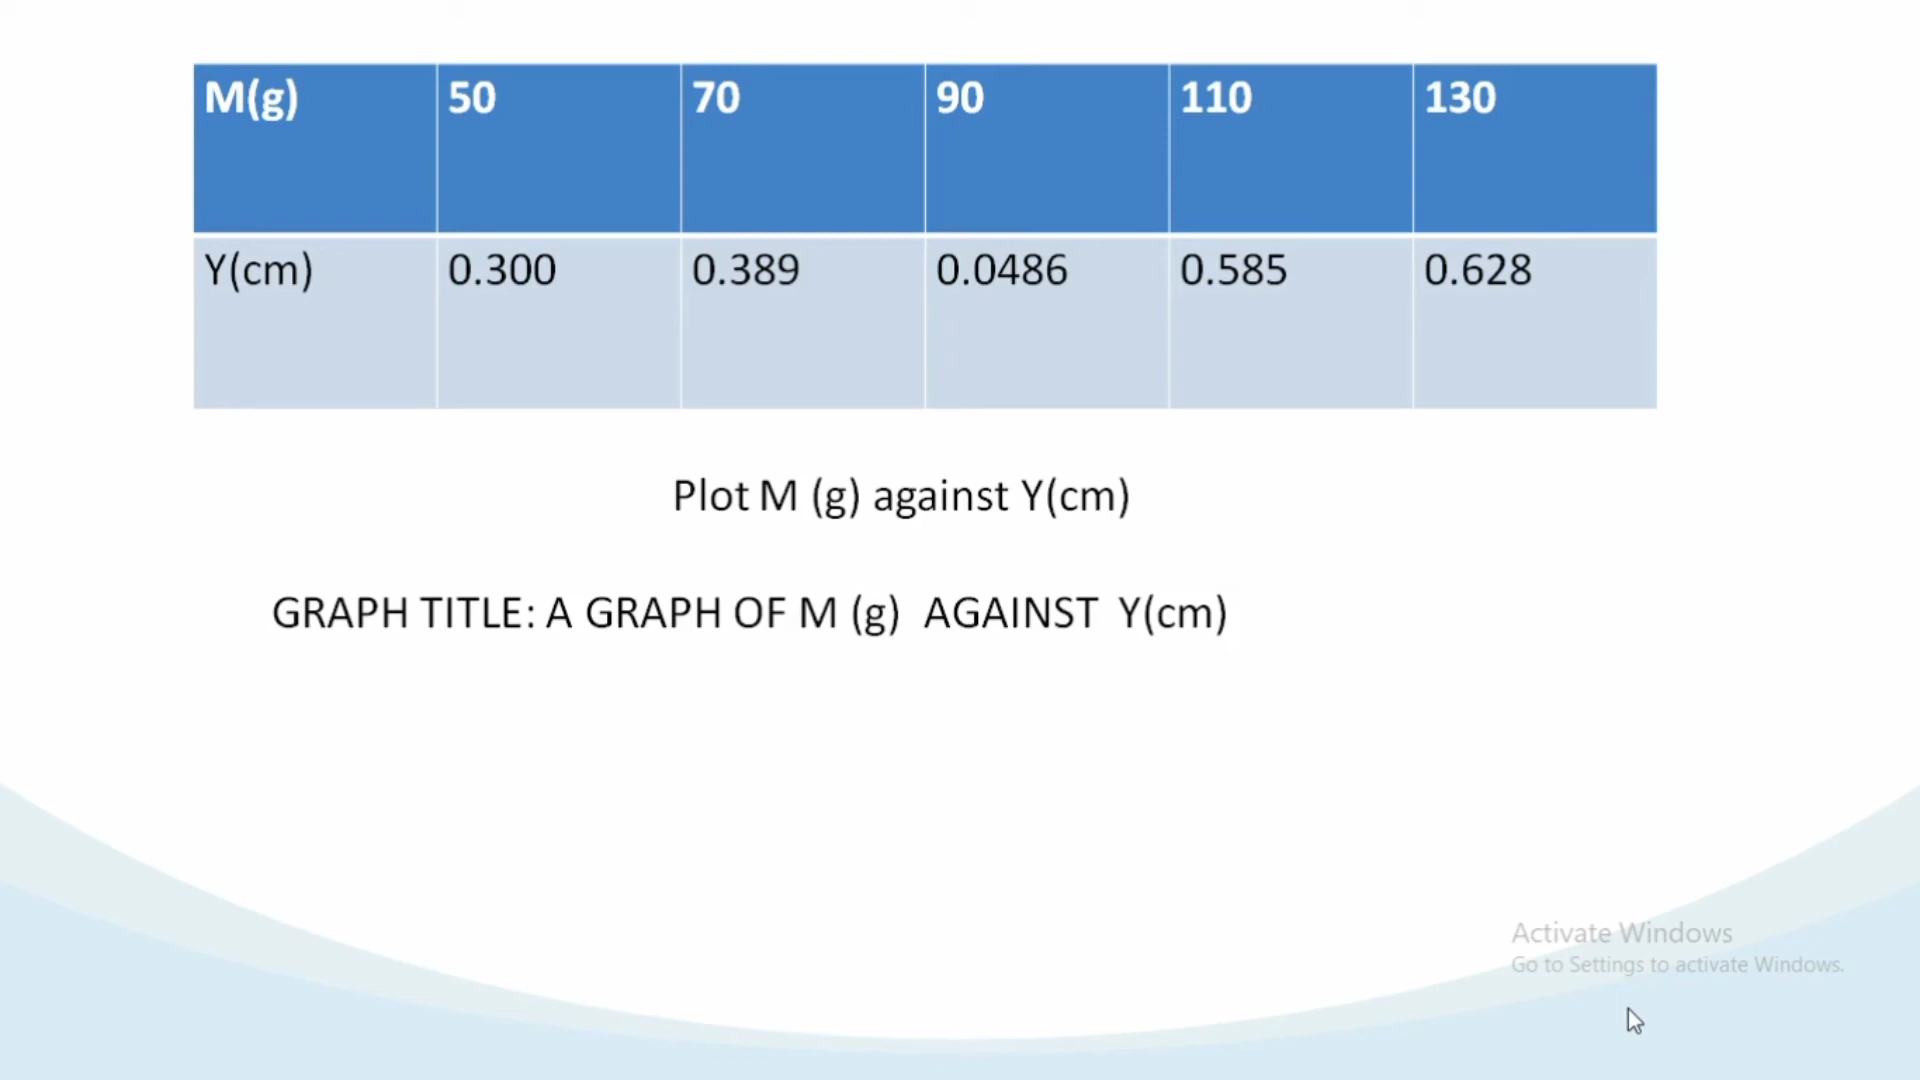 M(g) 50 70 90 110 130
Y(cm) 0.300 0.389 0.0486 0.585 0.628
Plot M (g) against Y(cm)
GRAPH TITLE: A GRAPH OF M (g) AGAINST Y(cm)
Activate Windows
Go to Settings to activate Windows.